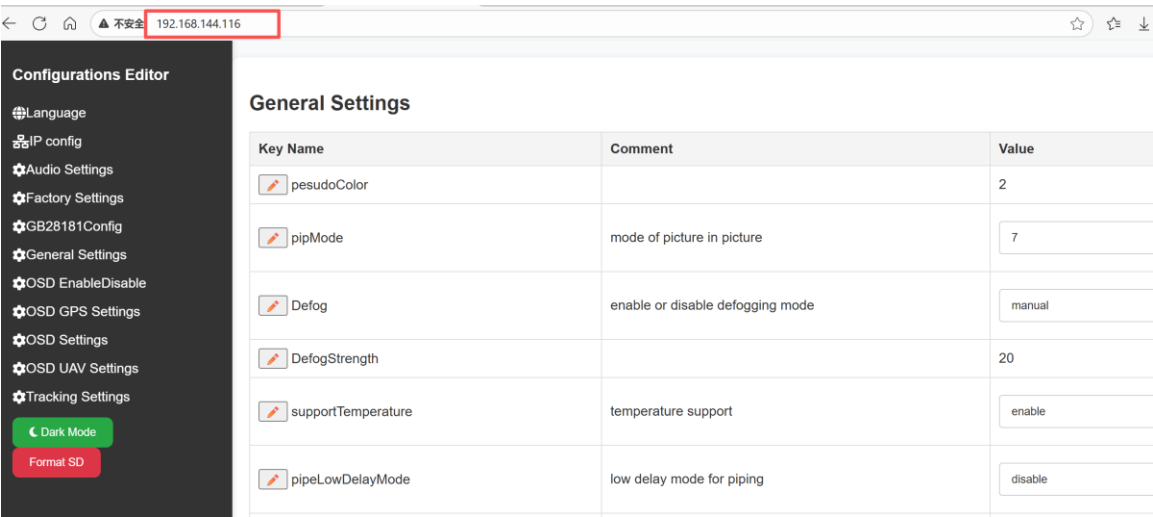 不安全 192.168.144.116
Configurations Editor
Language
IP config
Audio Settings
Factory Settings
GB28181Config
General Settings
OSD EnableDisable
OSD GPS Settings
OSD Settings
OSD UAV Settings
Tracking Settings
Dark Mode
Format SD
General Settings
Key Name Comment Value
pesudoColor 2
pipMode mode of picture in picture 7
Defog enable or disable defogging mode manual
DefogStrength 20
supportTemperature temperature support enable
pipeLowDelayMode low delay mode for piping disable